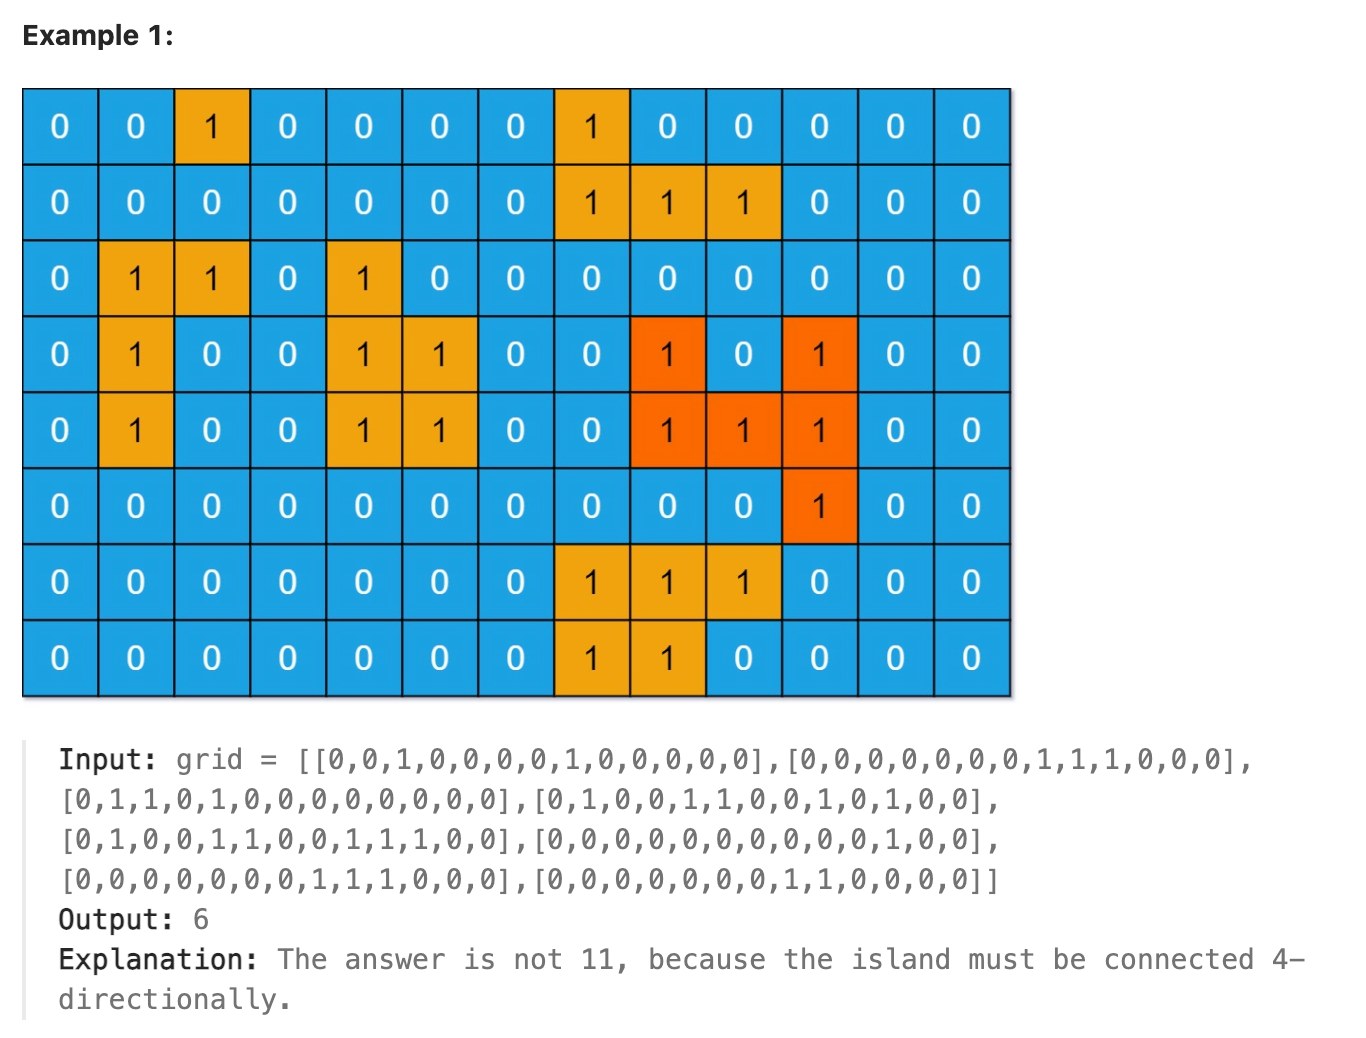 Example 1:
0 0 1 0 0 0 0 1 0 0 0 0 0
0 0 0 0 0 0 0 1 1 1 0 0 0
0 1 1 0 1 0 0 0 0 0 0 0 0
0 1 0 0 1 1 0 0 1 0 1 0 0
0 1 0 0 1 1 0 0 1 1 1 0 0
0 0 0 0 0 0 0 0 0 0 1 0 0
0 0 0 0 0 0 0 1 1 1 0 0 0
0 0 0 0 0 0 0 1 1 0 0 0 0
Input: grid = [[0,0,1,0,0,0,0,1,0,0,0,0,0],[0,0,0,0,0,0,0,1,1,1,0,0,0],
[0,1,1,0,1,0,0,0,0,0,0,0,0],[0,1,0,0,1,1,0,0,1,0,1,0,0],
[0,1,0,0,1,1,0,0,1,1,1,0,0],[0,0,0,0,0,0,0,0,0,0,1,0,0],
[0,0,0,0,0,0,0,1,1,1,0,0,0],[0,0,0,0,0,0,0,1,1,0,0,0,0]]
Output: 6
Explanation: The answer is not 11, because the island must be connected 4-
directionally.